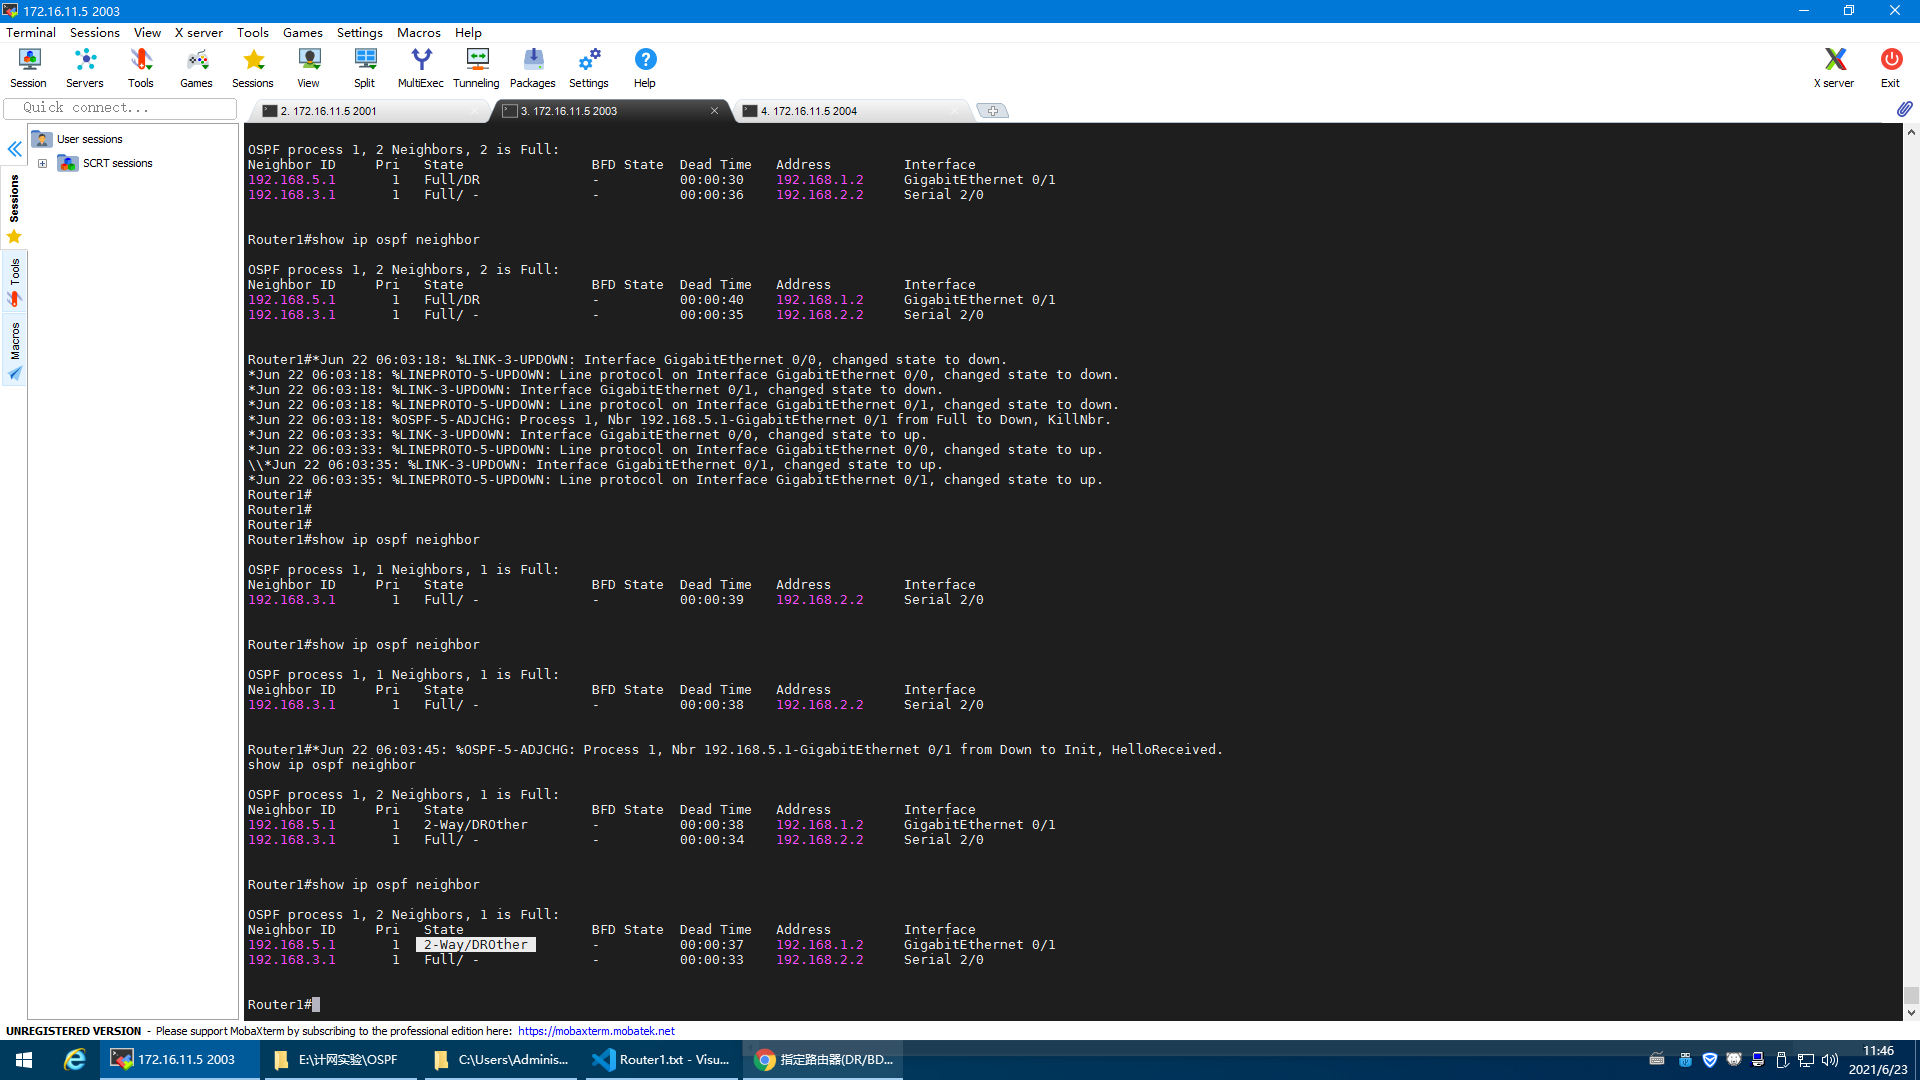 172.16.11.5 2003
Terminal Sessions View X server Tools Games Settings Macros Help
Session Servers Tools Games Sessions View Split MultiExec Tunneling Packages Settings Help X server Exit
Quick connect...
2. 172.16.11.5 2001
3. 172.16.11.5 2003
4. 172.16.11.5 2004
User sessions
SCRT sessions
Sessions
Tools
Macros
OSPF process 1, 2 Neighbors, 2 is Full:
Neighbor ID     Pri   State                BFD State  Dead Time   Address         Interface
192.168.5.1       1   Full/DR              -          00:00:30    192.168.1.2     GigabitEthernet 0/1
192.168.3.1       1   Full/ -              -          00:00:36    192.168.2.2     Serial 2/0
Router1#show ip ospf neighbor
OSPF process 1, 2 Neighbors, 2 is Full:
Neighbor ID     Pri   State                BFD State  Dead Time   Address         Interface
192.168.5.1       1   Full/DR              -          00:00:40    192.168.1.2     GigabitEthernet 0/1
192.168.3.1       1   Full/ -              -          00:00:35    192.168.2.2     Serial 2/0
Router1#*Jun 22 06:03:18: %LINK-3-UPDOWN: Interface GigabitEthernet 0/0, changed state to down.
*Jun 22 06:03:18: %LINEPROTO-5-UPDOWN: Line protocol on Interface GigabitEthernet 0/0, changed state to down.
*Jun 22 06:03:18: %LINK-3-UPDOWN: Interface GigabitEthernet 0/1, changed state to down.
*Jun 22 06:03:18: %LINEPROTO-5-UPDOWN: Line protocol on Interface GigabitEthernet 0/1, changed state to down.
*Jun 22 06:03:18: %OSPF-5-ADJCHG: Process 1, Nbr 192.168.5.1-GigabitEthernet 0/1 from Full to Down, KillNbr.
*Jun 22 06:03:33: %LINK-3-UPDOWN: Interface GigabitEthernet 0/0, changed state to up.
*Jun 22 06:03:33: %LINEPROTO-5-UPDOWN: Line protocol on Interface GigabitEthernet 0/0, changed state to up.
\\*Jun 22 06:03:35: %LINK-3-UPDOWN: Interface GigabitEthernet 0/1, changed state to up.
*Jun 22 06:03:35: %LINEPROTO-5-UPDOWN: Line protocol on Interface GigabitEthernet 0/1, changed state to up.
Router1#
Router1#
Router1#
Router1#show ip ospf neighbor
OSPF process 1, 1 Neighbors, 1 is Full:
Neighbor ID     Pri   State                BFD State  Dead Time   Address         Interface
192.168.3.1       1   Full/ -              -          00:00:39    192.168.2.2     Serial 2/0
Router1#show ip ospf neighbor
OSPF process 1, 1 Neighbors, 1 is Full:
Neighbor ID     Pri   State                BFD State  Dead Time   Address         Interface
192.168.3.1       1   Full/ -              -          00:00:38    192.168.2.2     Serial 2/0
Router1#*Jun 22 06:03:45: %OSPF-5-ADJCHG: Process 1, Nbr 192.168.5.1-GigabitEthernet 0/1 from Down to Init, HelloReceived.
show ip ospf neighbor
OSPF process 1, 2 Neighbors, 1 is Full:
Neighbor ID     Pri   State                BFD State  Dead Time   Address         Interface
192.168.5.1       1   2-Way/DROther        -          00:00:38    192.168.1.2     GigabitEthernet 0/1
192.168.3.1       1   Full/ -              -          00:00:34    192.168.2.2     Serial 2/0
Router1#show ip ospf neighbor
OSPF process 1, 2 Neighbors, 1 is Full:
Neighbor ID     Pri   State                BFD State  Dead Time   Address         Interface
192.168.5.1       1   2-Way/DROther        -          00:00:37    192.168.1.2     GigabitEthernet 0/1
192.168.3.1       1   Full/ -              -          00:00:33    192.168.2.2     Serial 2/0
Router1#
UNREGISTERED VERSION - Please support MobaXterm by subscribing to the professional edition here: https://mobaxterm.mobatek.net
172.16.11.5 2003
E:\计网实验\OSPF
C:\Users\Adminis...
Router1.txt - Visu...
指定路由器(DR/BD...
11:46
2021/6/23